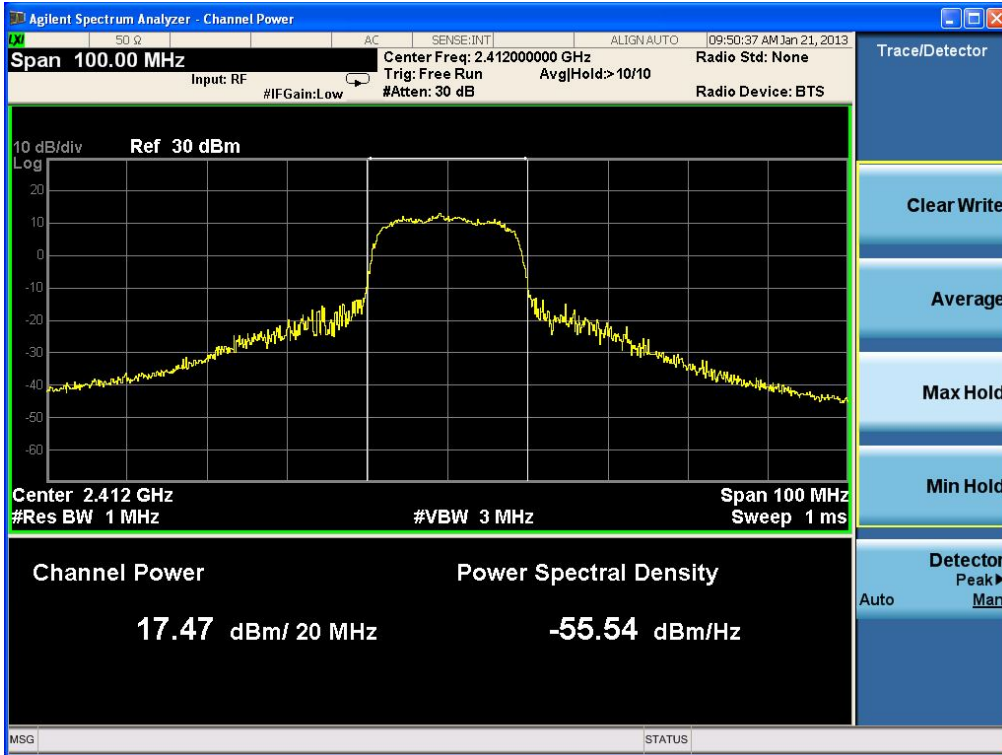 Agilent Spectrum Analyzer - Channel Power
LXI 50 Ω AC SENSE:INT ALIGN AUTO 09:50:37 AM Jan 21, 2013
Span 100.00 MHz
Center Freq: 2.412000000 GHz
Radio Std: None
Input: RF
Trig: Free Run
Avg|Hold:>10/10
#IFGain:Low
#Atten: 30 dB
Radio Device: BTS
10 dB/div
Ref 30 dBm
Log
20
10
0
-10
-20
-30
-40
-50
-60
Center 2.412 GHz
Span 100 MHz
#Res BW 1 MHz
#VBW 3 MHz
Sweep 1 ms
Channel Power
Power Spectral Density
17.47 dBm/ 20 MHz
-55.54 dBm/Hz
MSG
STATUS
Trace/Detector
Clear Write
Average
Max Hold
Min Hold
Detector
Peak▶
Auto Man